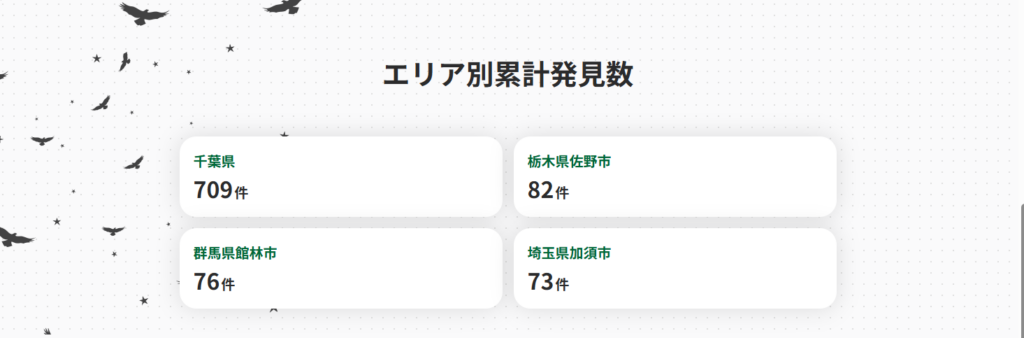 エリア別累計発見数
千葉県
709件
栃木県佐野市
82件
群馬県館林市
76件
埼玉県加須市
73件